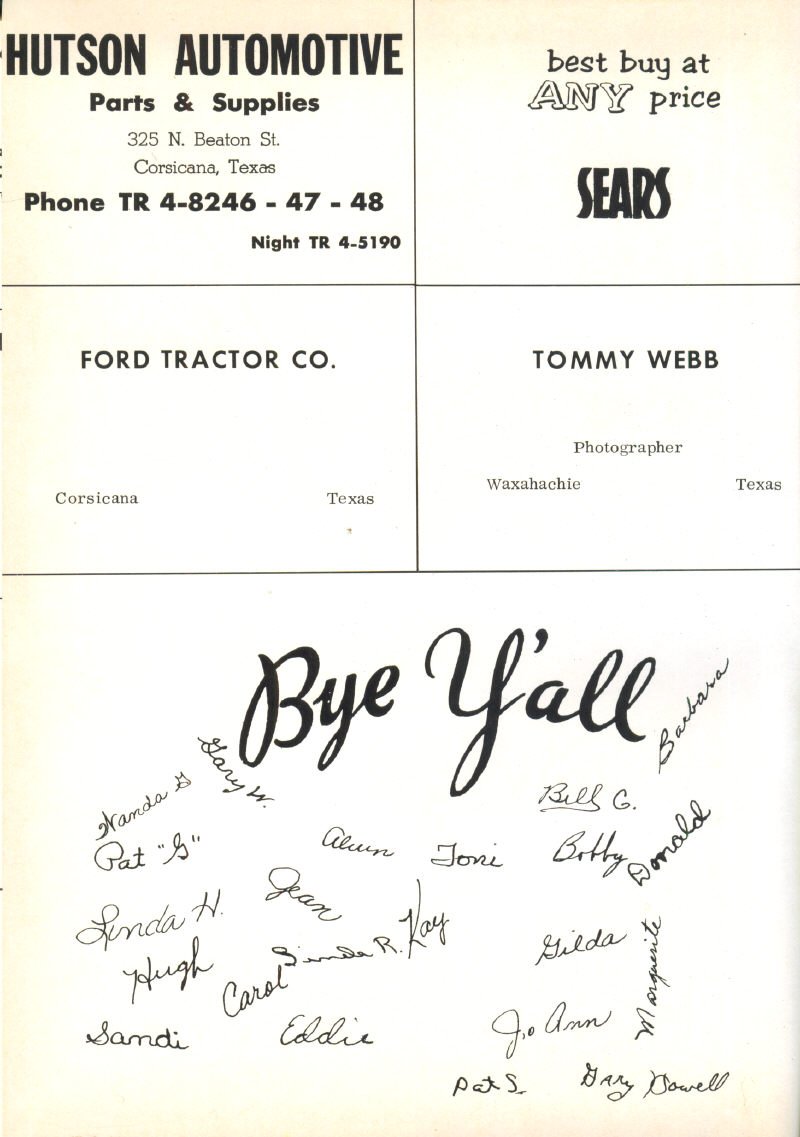 HUTSON AUTOMOTIVE
Parts & Supplies
325 N. Beaton St.
Corsicana, Texas
Phone TR 4-8246 - 47 - 48
Night TR 4-5190
best buy at
ANY price
SEARS
FORD TRACTOR CO.
Corsicana Texas
TOMMY WEBB
Photographer
Waxahachie Texas
Bye Y'all
Barbara
Gary W.
Wanda G
Bill G.
Pat "G"
Alvin
Toni
Bobby
Donald
Linda H.
Jean
Linda R.
Kay
Gilda
Marguerite
Hugh
Carol
Sandi
Eddie
Jo Ann
Pat S.
Gary Dowell